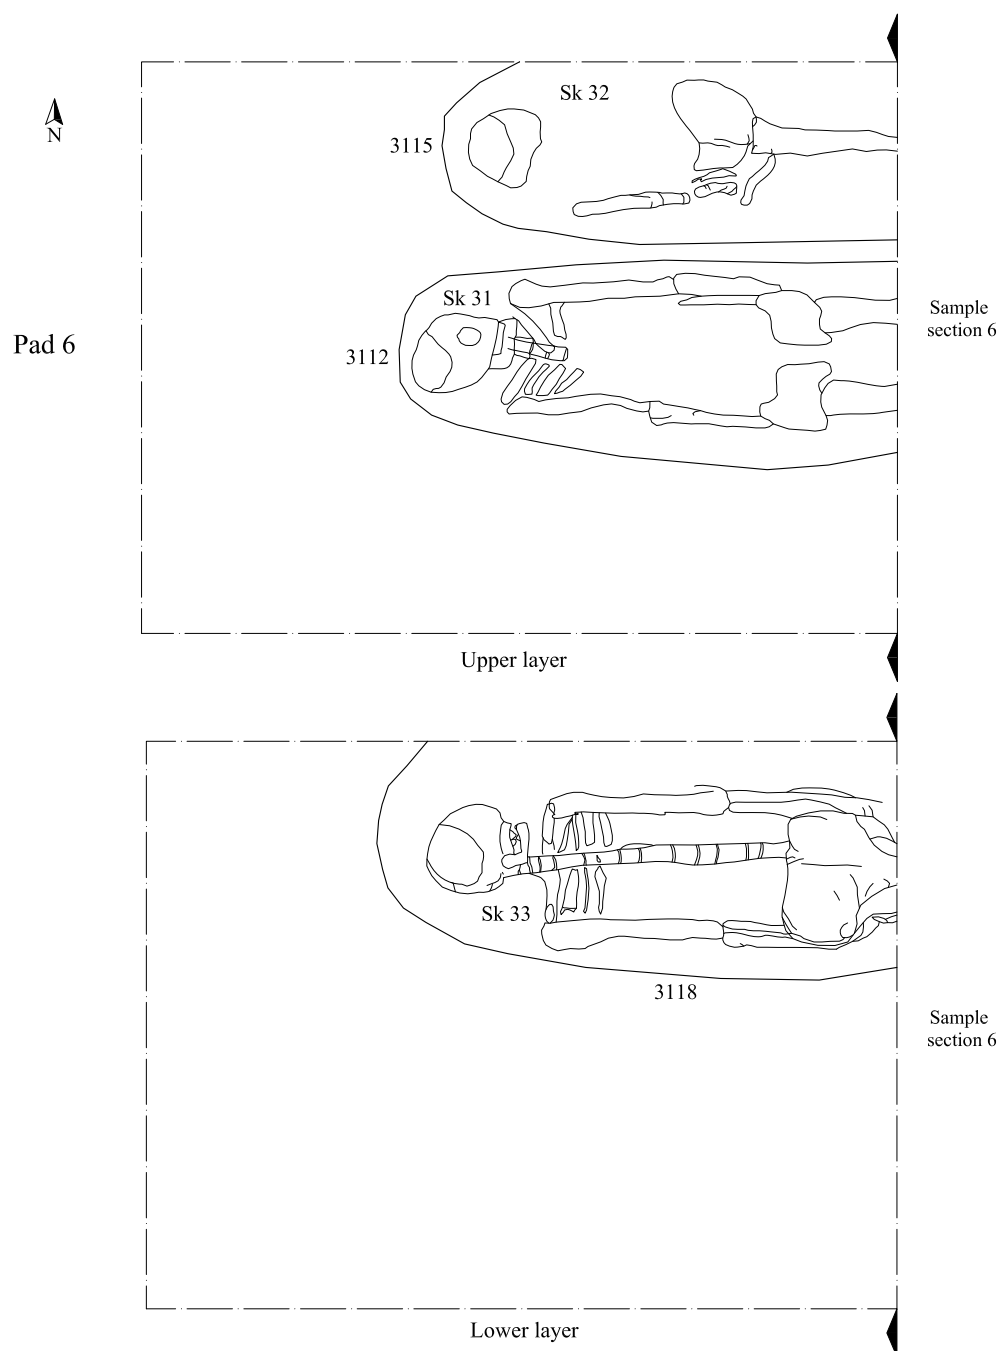 Sk 32
N
3115
Sk 31
Sample
section 6
Pad 6
3112
Upper layer
Sk 33
3118
Sample
section 6
Lower layer